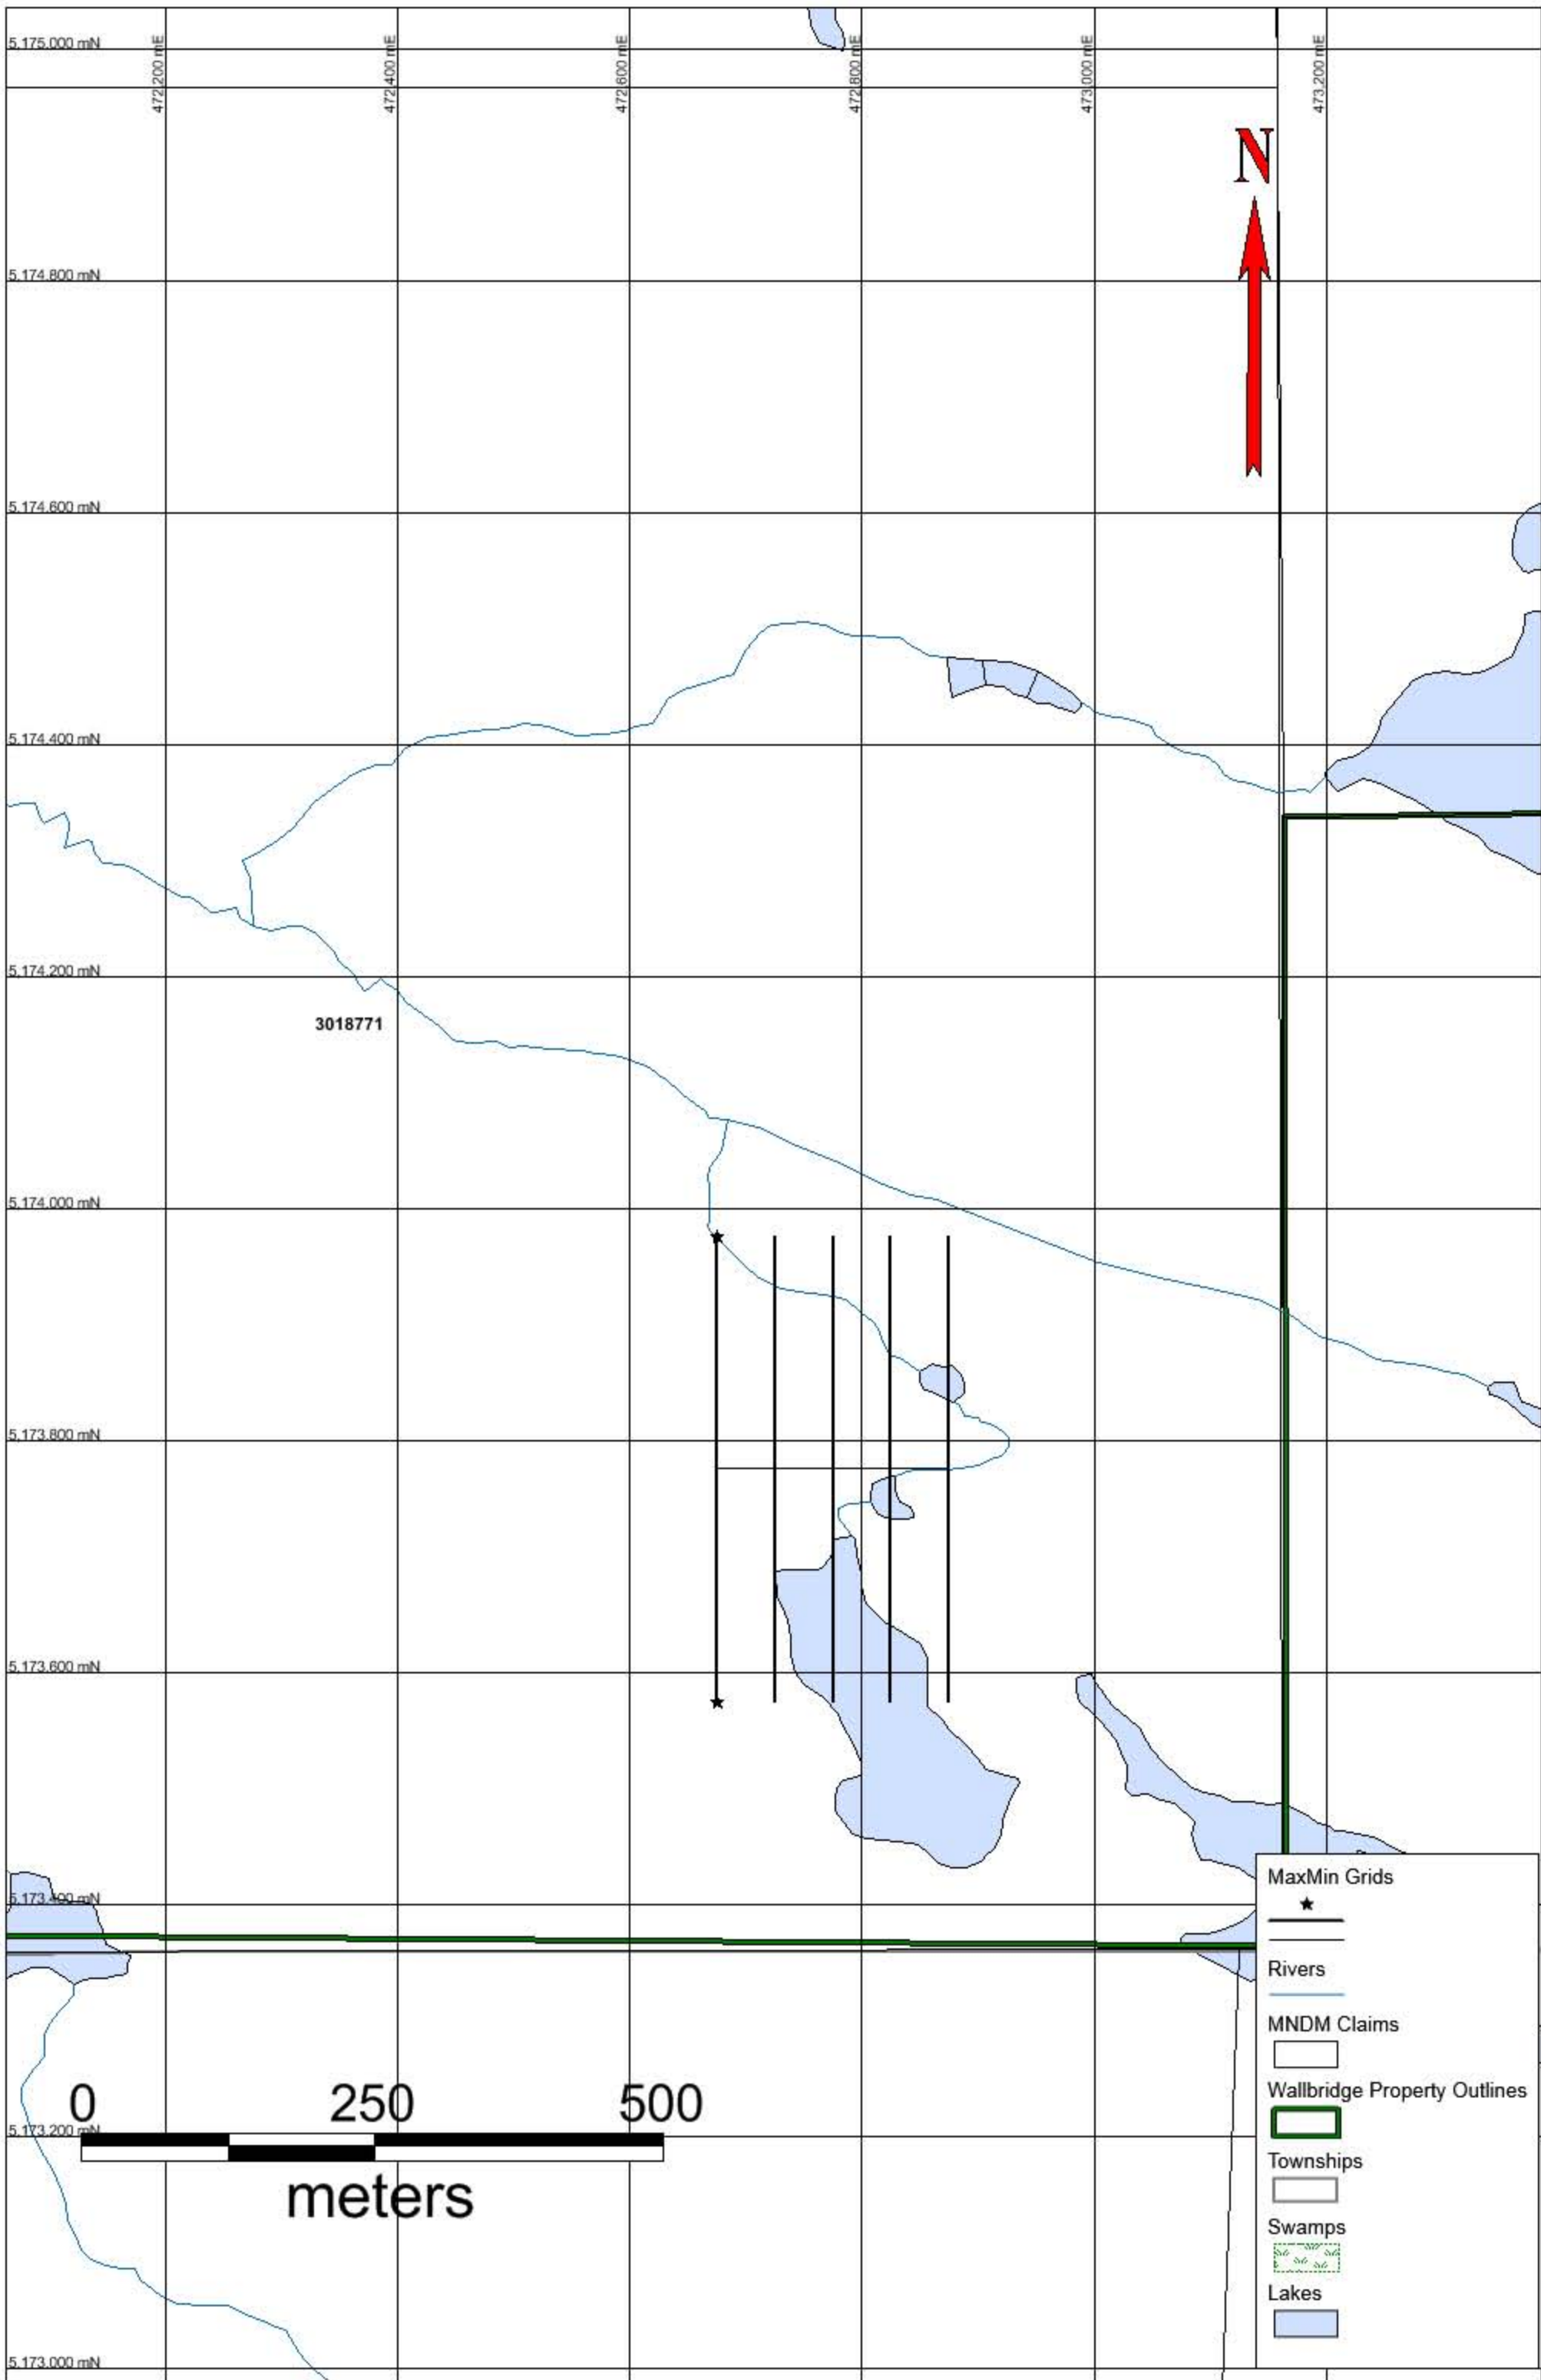 5,175,000 mN
472,200 mE
472,400 mE
472,600 mE
472,800 mE
473,000 mE
473,200 mE
N
5,174,800 mN
5,174,600 mN
5,174,400 mN
5,174,200 mN
3018771
5,174,000 mN
5,173,800 mN
5,173,600 mN
5,173,400 mN
5,173,200 mN
5,173,000 mN
0 250 500
meters
MaxMin Grids
Rivers
MNDM Claims
Wallbridge Property Outlines
Townships
Swamps
Lakes